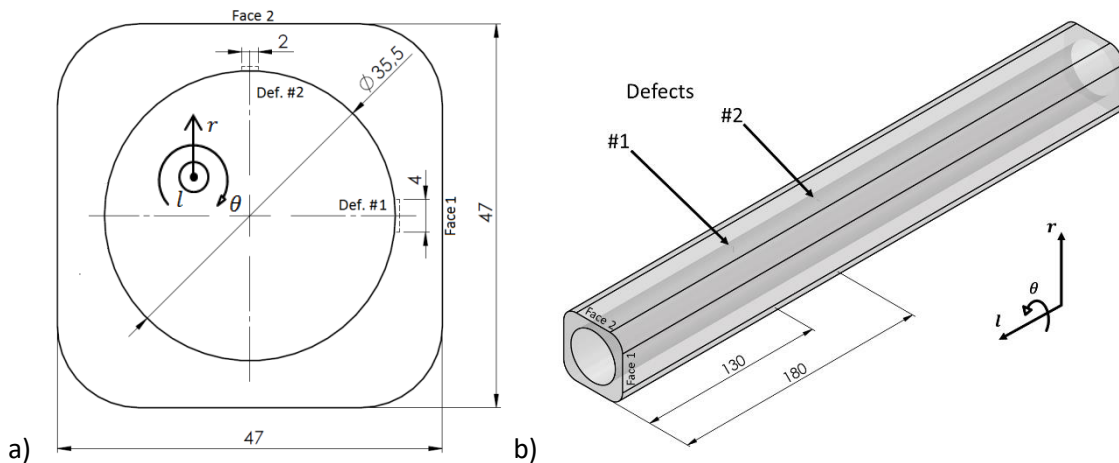 Face 2
2
Ø 35,5
Def. #2
r
l
θ
4
Def. #1
Face 1
47
47
a)
Defects
#1
#2
r
θ
l
Face 2
Face 1
130
180
b)